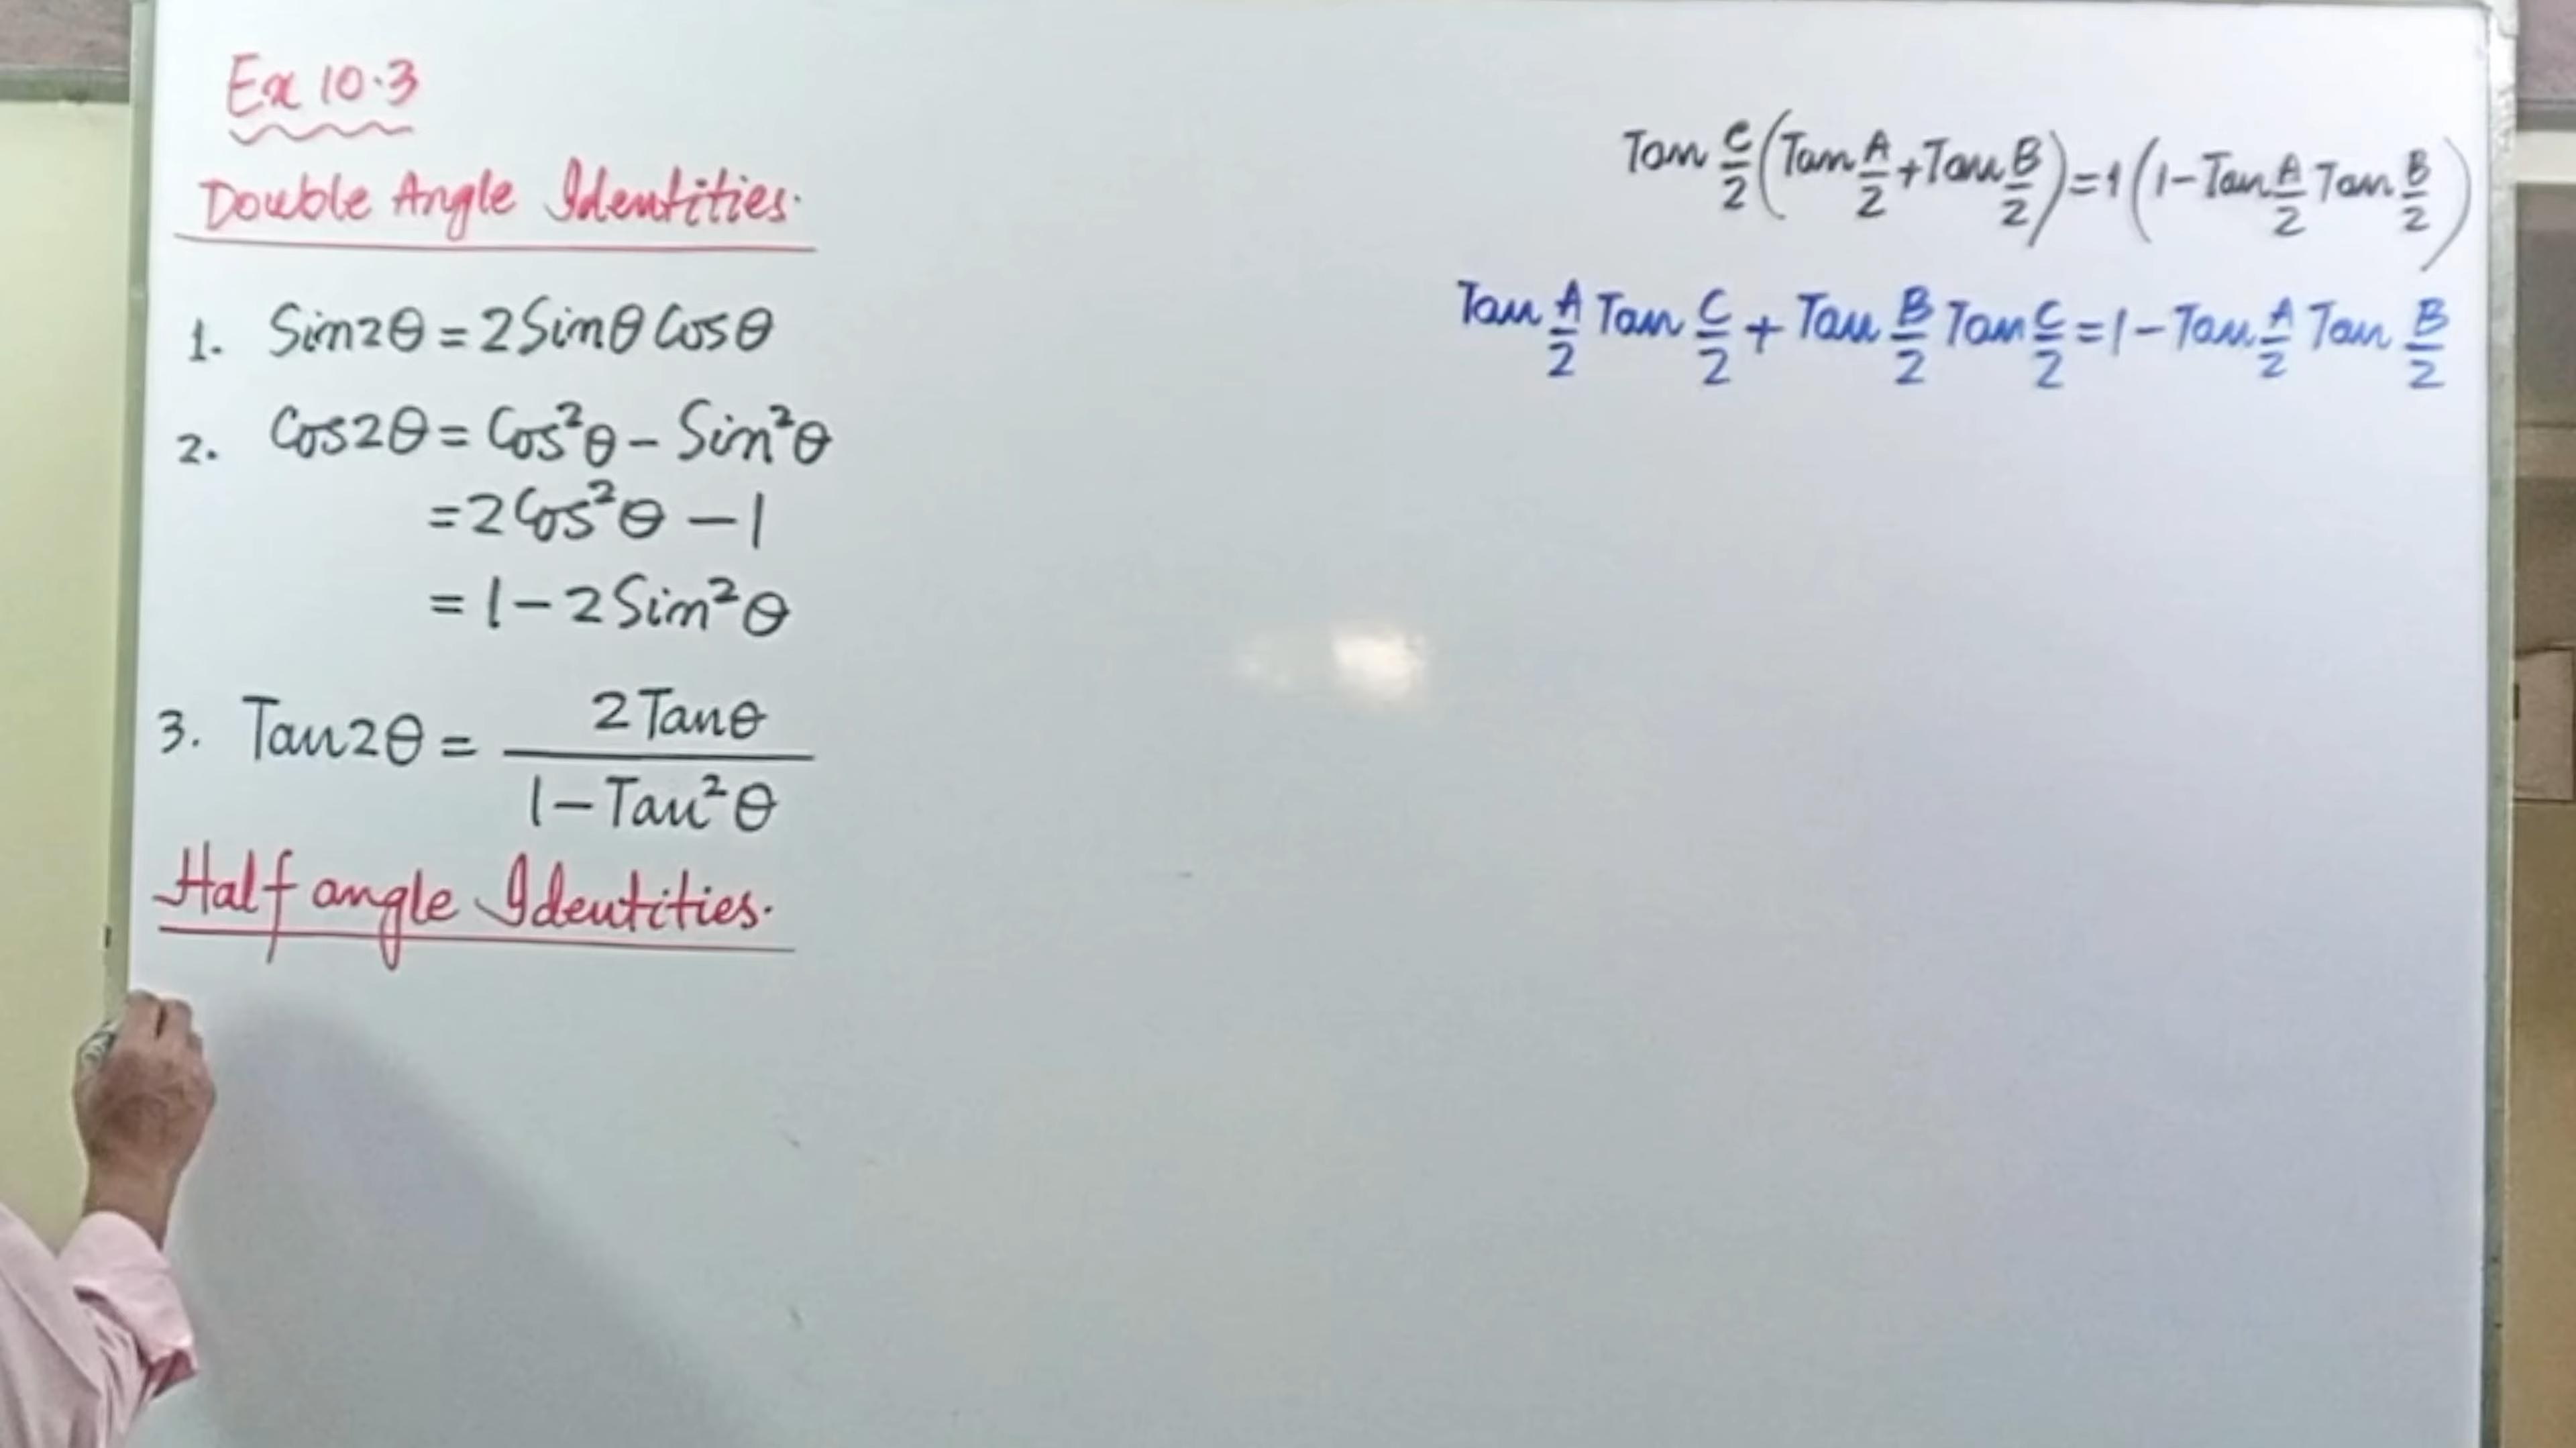 Ex 10.3
Double Angle Identities.
1. Sin2θ = 2Sinθ Cosθ
2. Cos2θ = Cos²θ - Sin²θ
= 2Cos²θ - 1
= 1 - 2Sin²θ
3. Tan2θ = 2Tanθ / 1 - Tan²θ
Half angle Identities.
Tan C/2 (Tan A/2 + Tan B/2) = 1 (1 - Tan A/2 Tan B/2)
Tan A/2 Tan C/2 + Tan B/2 Tan C/2 = 1 - Tan A/2 Tan B/2